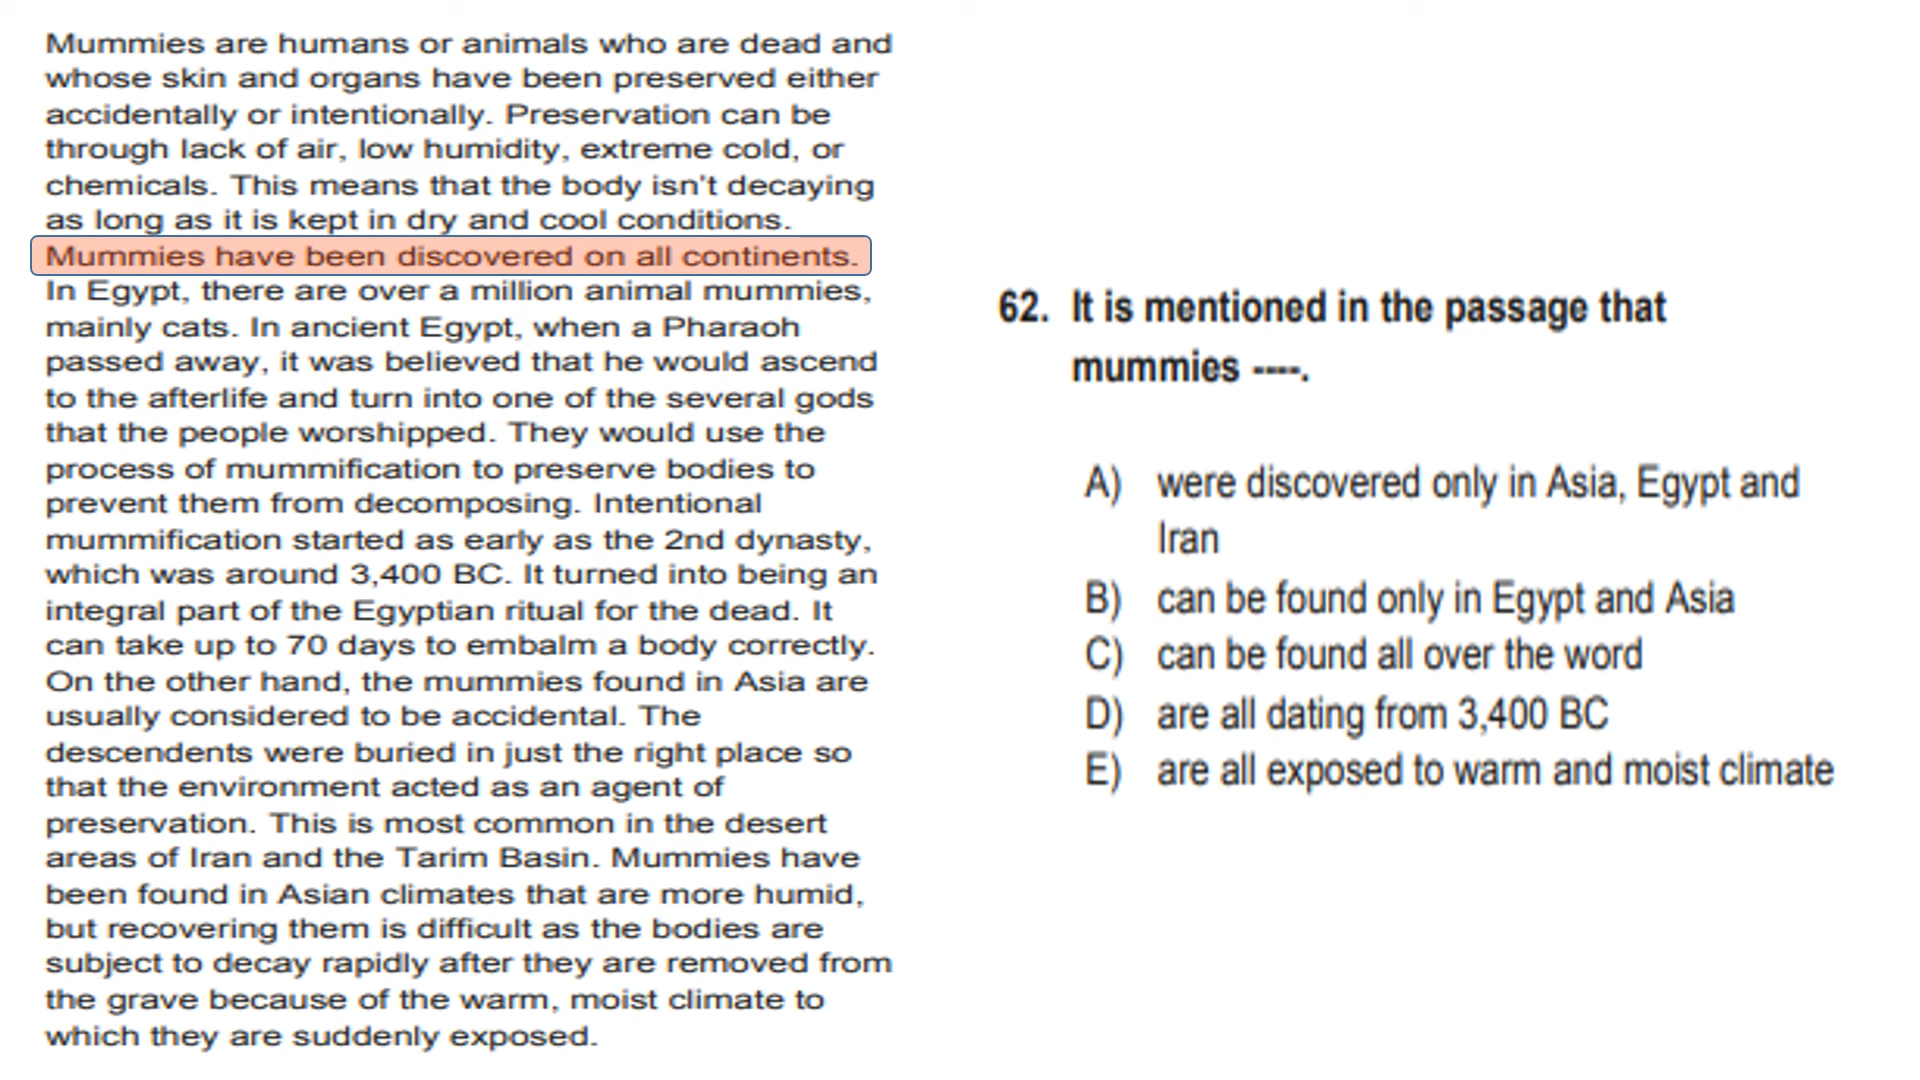 Mummies are humans or animals who are dead and
whose skin and organs have been preserved either
accidentally or intentionally. Preservation can be
through lack of air, low humidity, extreme cold, or
chemicals. This means that the body isn't decaying
as long as it is kept in dry and cool conditions.
Mummies have been discovered on all continents.
In Egypt, there are over a million animal mummies,
mainly cats. In ancient Egypt, when a Pharaoh
passed away, it was believed that he would ascend
to the afterlife and turn into one of the several gods
that the people worshipped. They would use the
process of mummification to preserve bodies to
prevent them from decomposing. Intentional
mummification started as early as the 2nd dynasty,
which was around 3,400 BC. It turned into being an
integral part of the Egyptian ritual for the dead. It
can take up to 70 days to embalm a body correctly.
On the other hand, the mummies found in Asia are
usually considered to be accidental. The
descendents were buried in just the right place so
that the environment acted as an agent of
preservation. This is most common in the desert
areas of Iran and the Tarim Basin. Mummies have
been found in Asian climates that are more humid,
but recovering them is difficult as the bodies are
subject to decay rapidly after they are removed from
the grave because of the warm, moist climate to
which they are suddenly exposed.
62. It is mentioned in the passage that
mummies ----.
A) were discovered only in Asia, Egypt and
Iran
B) can be found only in Egypt and Asia
C) can be found all over the word
D) are all dating from 3,400 BC
E) are all exposed to warm and moist climate